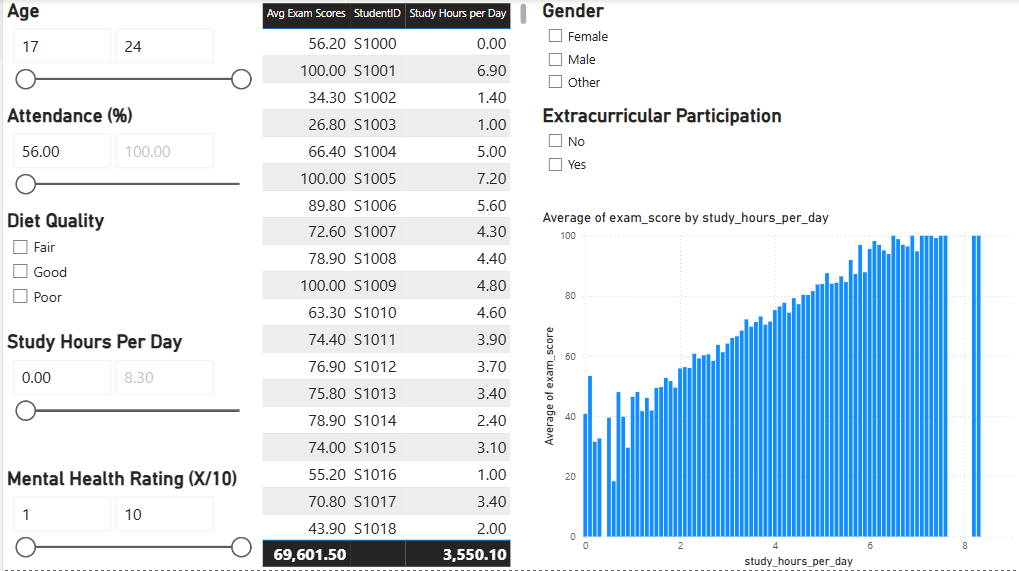 Age
17 24
Attendance (%)
56.00 100.00
Diet Quality
Fair
Good
Poor
Study Hours Per Day
0.00 8.30
Mental Health Rating (X/10)
1 10
Avg Exam Scores StudentID Study Hours per Day
56.20 S1000 0.00
100.00 S1001 6.90
34.30 S1002 1.40
26.80 S1003 1.00
66.40 S1004 5.00
100.00 S1005 7.20
89.80 S1006 5.60
72.60 S1007 4.30
78.90 S1008 4.40
100.00 S1009 4.80
63.30 S1010 4.60
74.40 S1011 3.90
76.90 S1012 3.70
75.80 S1013 3.40
78.90 S1014 2.40
74.00 S1015 3.10
55.20 S1016 1.00
70.80 S1017 3.40
43.90 S1018 2.00
69,601.50 3,550.10
Gender
Female
Male
Other
Extracurricular Participation
No
Yes
Average of exam_score by study_hours_per_day
Average of exam_score
100
80
60
40
20
0
0 2 4 6 8
study_hours_per_day